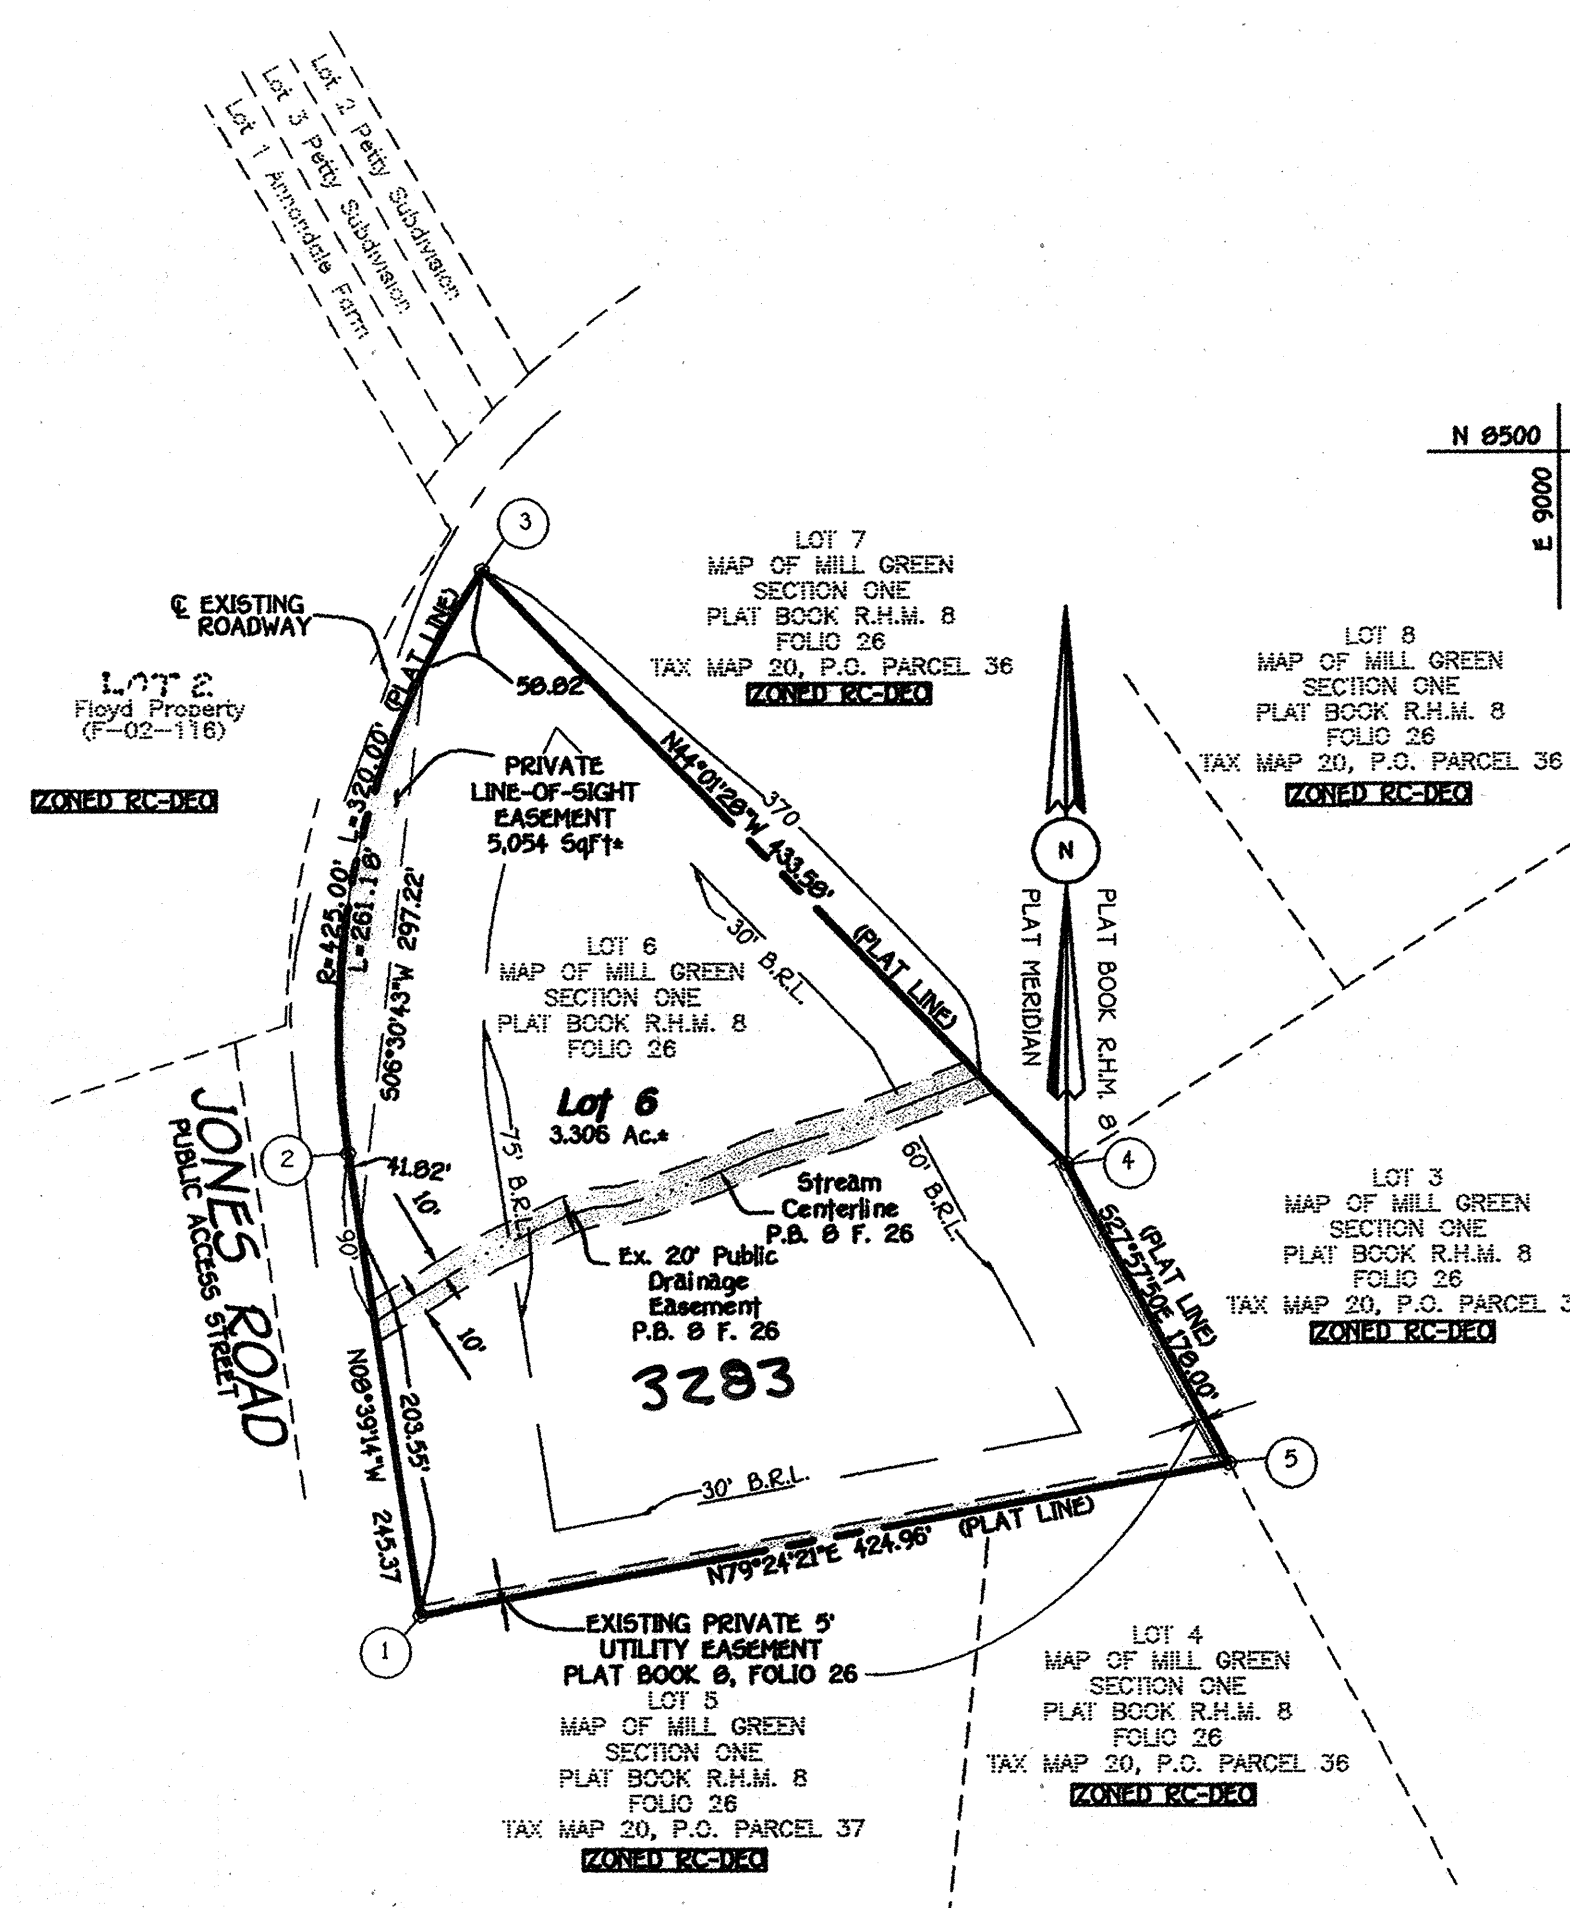 Lot 2 Petty Subdivision
Lot 3 Petty Subdivision
Lot 1 Annondale Farm
N 8500
E 9000
3
LOT 7
MAP OF MILL GREEN
SECTION ONE
PLAT BOOK R.H.M. 8
FOLIO 26
TAX MAP 20, P.O. PARCEL 36
ZONED RC-DEO
℄ EXISTING
ROADWAY
LOT 2
Floyd Property
(F-02-116)
ZONED RC-DEO
LOT 8
MAP OF MILL GREEN
SECTION ONE
PLAT BOOK R.H.M. 8
FOLIO 26
TAX MAP 20, P.O. PARCEL 36
ZONED RC-DEO
58.82'
R=425.00' L=320.00' (PLAT LINE)
L=261.18'
PRIVATE
LINE-OF-SIGHT
EASEMENT
5,054 SqFt±
S06°30'43"W 297.22'
370
N44°01'28"W 433.58' (PLAT LINE)
N
PLAT MERIDIAN
PLAT BOOK R.H.M. 8
30' B.R.L.
LOT 6
MAP OF MILL GREEN
SECTION ONE
PLAT BOOK R.H.M. 8
FOLIO 26
Lot 6
3.306 Ac.±
75' B.R.L.
60' B.R.L.
2
41.82'
4
JONES ROAD
PUBLIC ACCESS STREET
90'
10'
10'
Stream
Centerline
P.B. 8 F. 26
Ex. 20' Public
Drainage
Easement
P.B. 8 F. 26
3283
LOT 3
MAP OF MILL GREEN
SECTION ONE
PLAT BOOK R.H.M. 8
FOLIO 26
TAX MAP 20, P.O. PARCEL 3
ZONED RC-DEO
(PLAT LINE)
S27°57'50E 178.00'
N08°39'14"W 245.37
203.55'
30' B.R.L.
5
N79°24'21"E 424.96' (PLAT LINE)
1
EXISTING PRIVATE 5'
UTILITY EASEMENT
PLAT BOOK 8, FOLIO 26
LOT 5
MAP OF MILL GREEN
SECTION ONE
PLAT BOOK R.H.M. 8
FOLIO 26
TAX MAP 20, P.O. PARCEL 37
ZONED RC-DEO
LOT 4
MAP OF MILL GREEN
SECTION ONE
PLAT BOOK R.H.M. 8
FOLIO 26
TAX MAP 20, P.O. PARCEL 36
ZONED RC-DEO